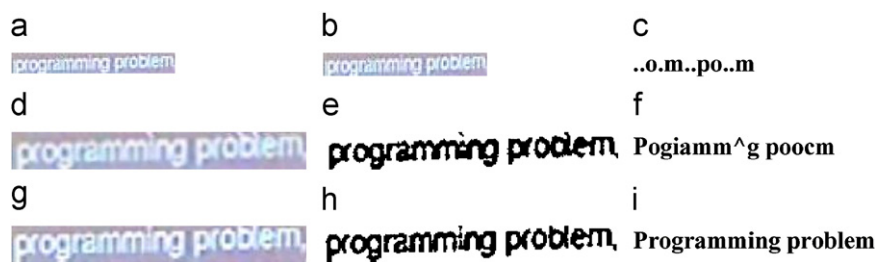 a b c
programming problem, programming problem, ..o.m..po..m
d e f
programming problem, programming problem, Pogiamm^g poocm
g h i
programming problem, programming problem, Programming problem